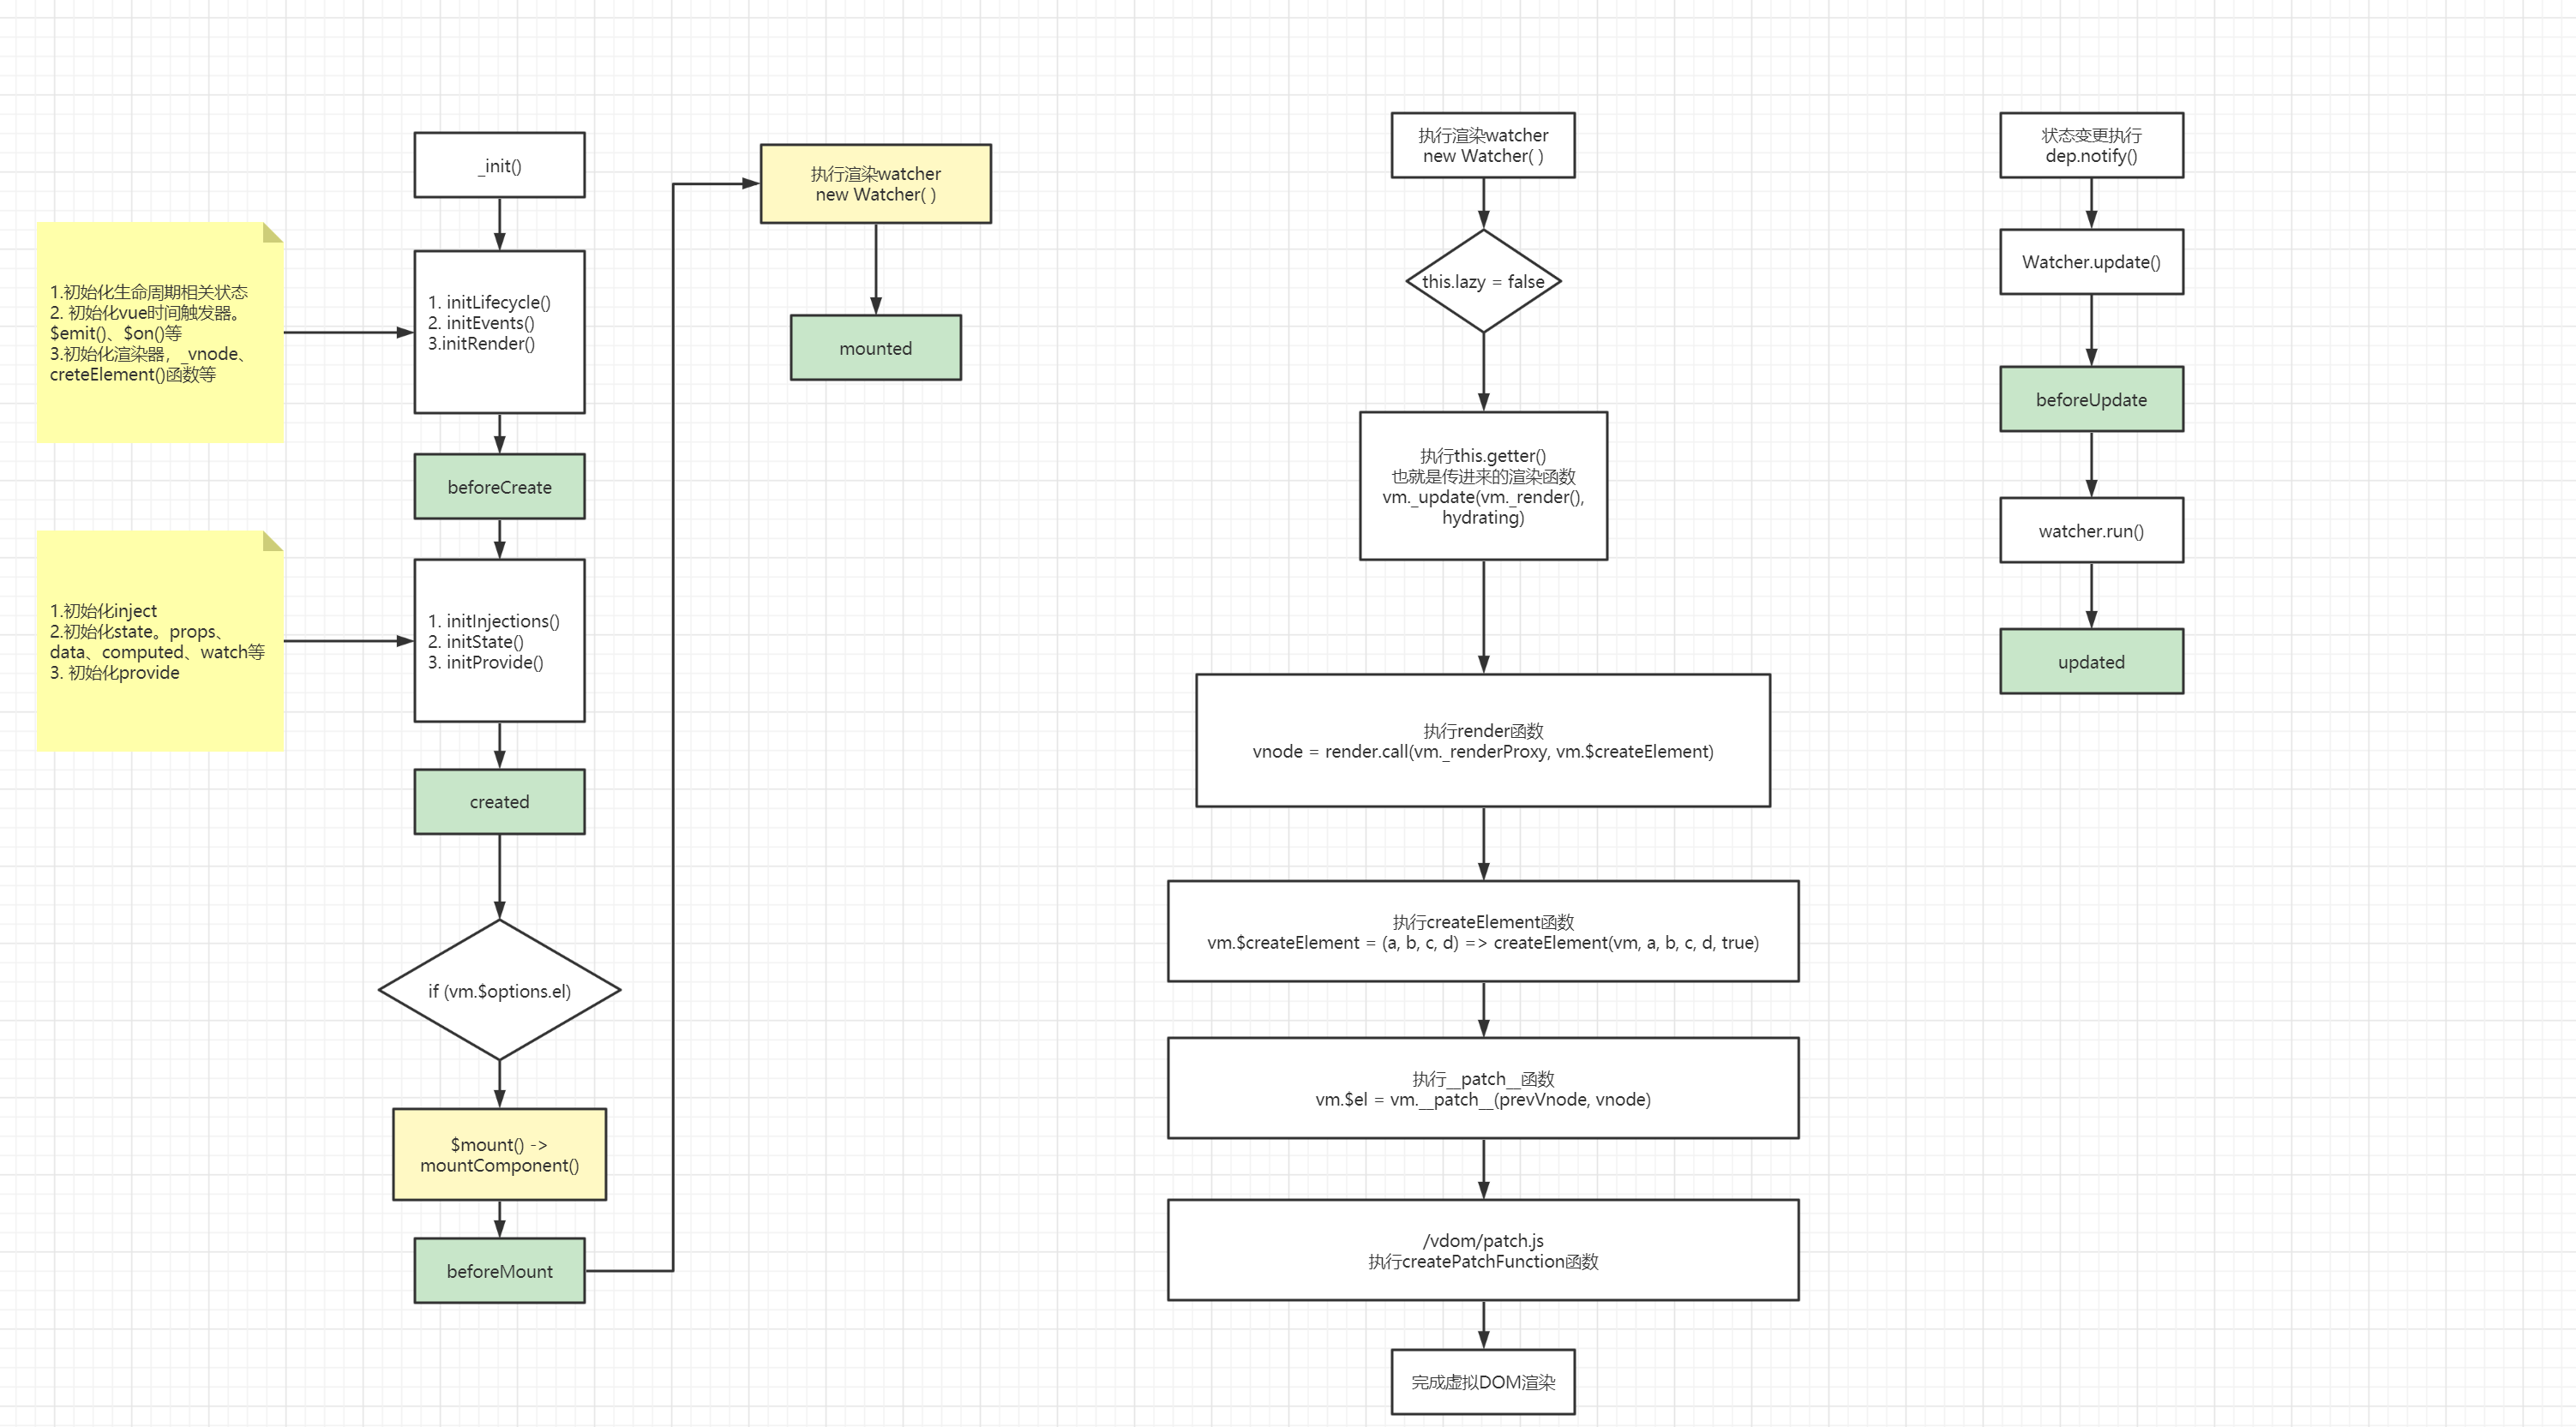 _init()
1.初始化生命周期相关状态
2. 初始化vue时间触发器。
$emit()、$on()等
3.初始化渲染器，_vnode、
creteElement()函数等
1. initLifecycle()
2. initEvents()
3.initRender()
beforeCreate
1.初始化inject
2.初始化state。props、
data、computed、watch等
3. 初始化provide
1. initInjections()
2. initState()
3. initProvide()
created
if (vm.$options.el)
$mount() ->
mountComponent()
beforeMount
执行渲染watcher
new Watcher( )
mounted
执行渲染watcher
new Watcher( )
this.lazy = false
执行this.getter()
也就是传进来的渲染函数
vm._update(vm._render(),
hydrating)
执行render函数
vnode = render.call(vm._renderProxy, vm.$createElement)
执行createElement函数
vm.$createElement = (a, b, c, d) => createElement(vm, a, b, c, d, true)
执行__patch__函数
vm.$el = vm.__patch__(prevVnode, vnode)
/vdom/patch.js
执行createPatchFunction函数
完成虚拟DOM渲染
状态变更执行
dep.notify()
Watcher.update()
beforeUpdate
watcher.run()
updated